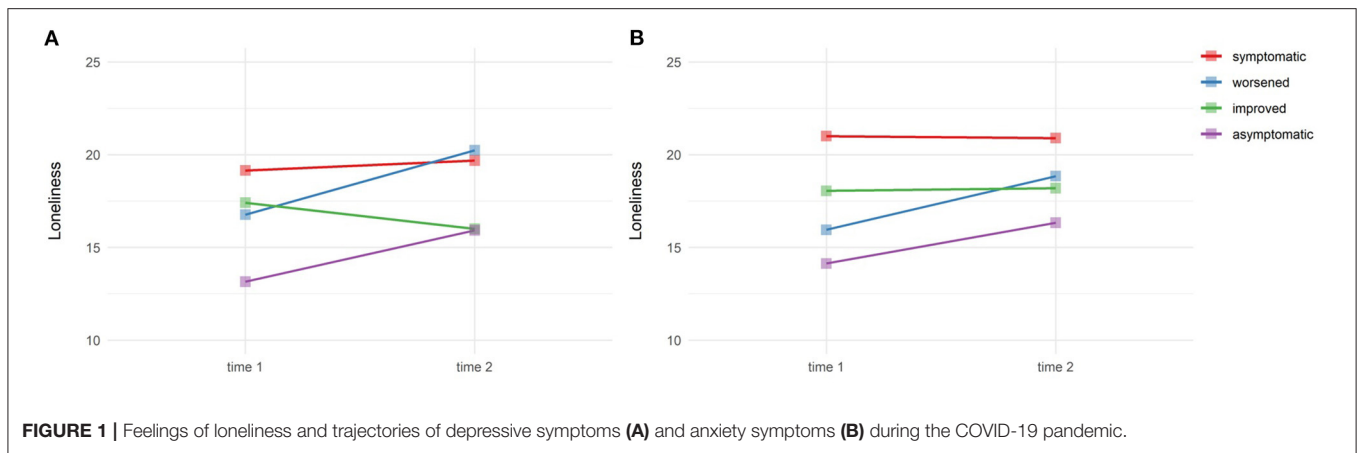 A
B
25
20
15
10
Loneliness
time 1
time 2
25
20
15
10
Loneliness
time 1
time 2
symptomatic
worsened
improved
asymptomatic
FIGURE 1 | Feelings of loneliness and trajectories of depressive symptoms (A) and anxiety symptoms (B) during the COVID-19 pandemic.